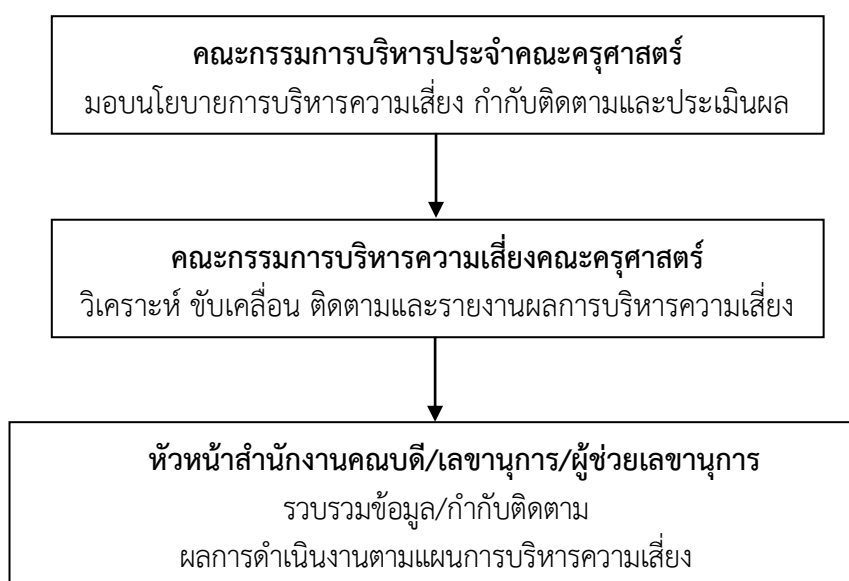 คณะกรรมการบริหารประจำคณะครุศาสตร์
มอบนโยบายการบริหารความเสี่ยง กำกับติดตามและประเมินผล
คณะกรรมการบริหารความเสี่ยงคณะครุศาสตร์
วิเคราะห์ ขับเคลื่อน ติดตามและรายงานผลการบริหารความเสี่ยง
หัวหน้าสำนักงานคณบดี/เลขานุการ/ผู้ช่วยเลขานุการ
รวบรวมข้อมูล/กำกับติดตาม
ผลการดำเนินงานตามแผนการบริหารความเสี่ยง